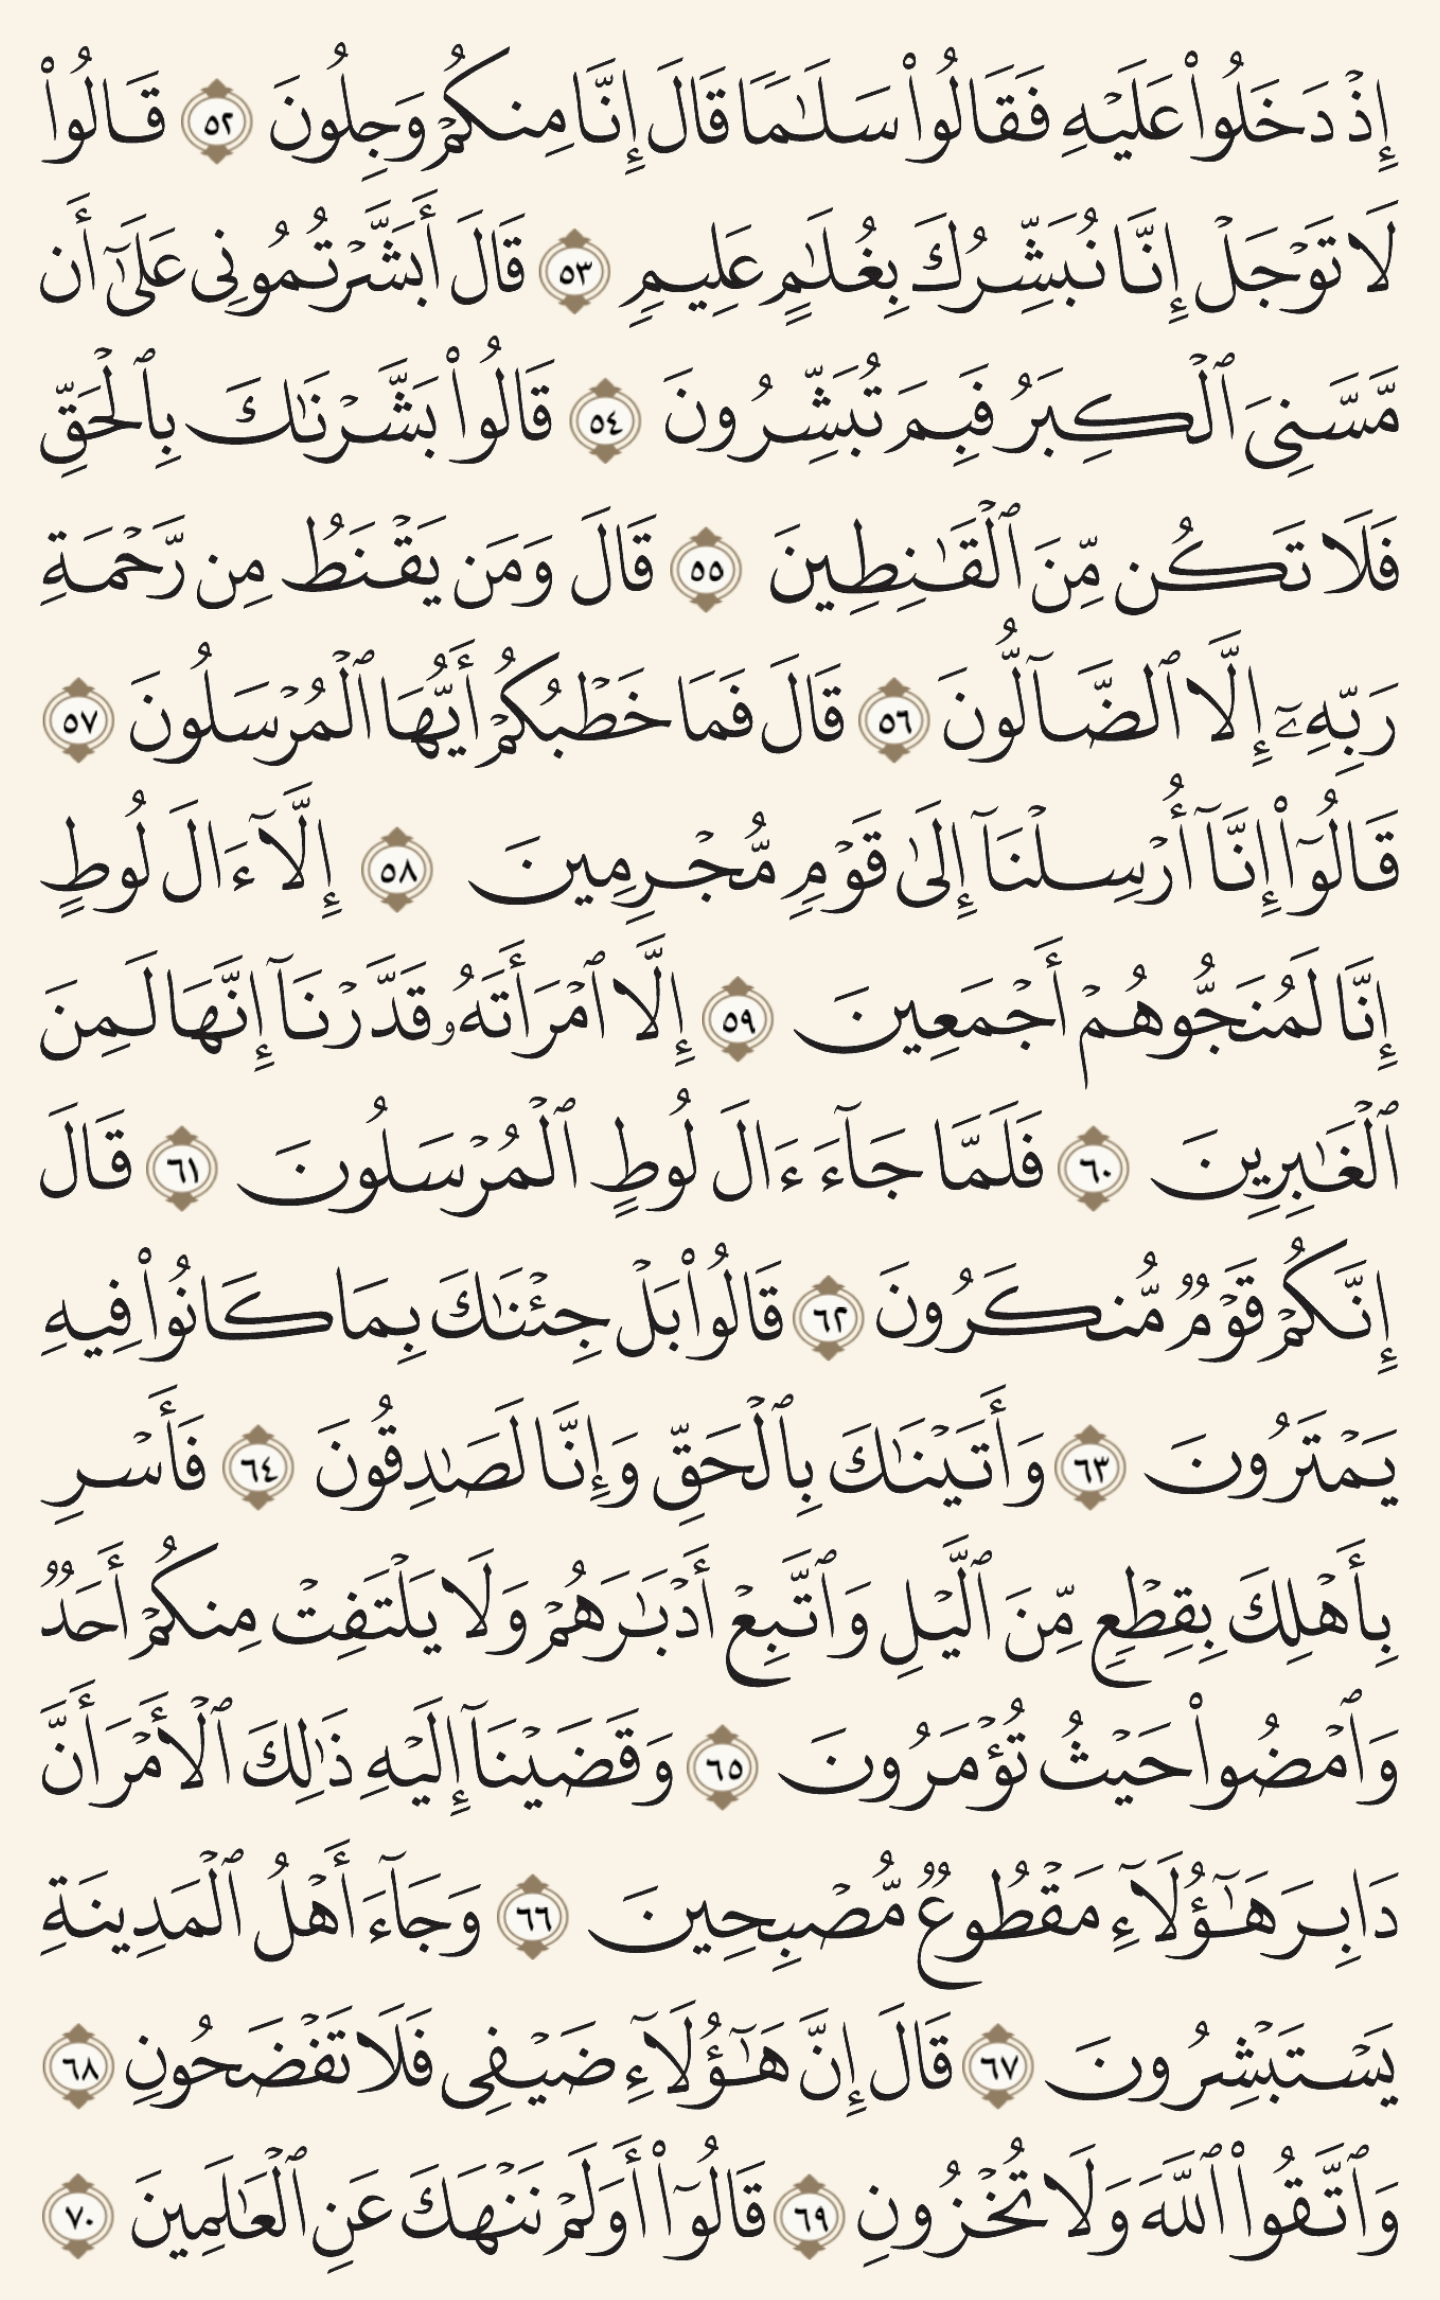 إِذْ دَخَلُوا۟ عَلَيْهِ فَقَالُوا۟ سَلَـٰمًا قَالَ إِنَّا مِنكُمْ وَجِلُونَ ٥٢ قَالُوا۟
لَا تَوْجَلْ إِنَّا نُبَشِّرُكَ بِغُلَـٰمٍ عَلِيمٍ ٥٣ قَالَ أَبَشَّرْتُمُونِى عَلَىٰٓ أَن
مَّسَّنِىَ ٱلْكِبَرُ فَبِمَ تُبَشِّرُونَ ٥٤ قَالُوا۟ بَشَّرْنَـٰكَ بِٱلْحَقِّ
فَلَا تَكُن مِّنَ ٱلْقَـٰنِطِينَ ٥٥ قَالَ وَمَن يَقْنَطُ مِن رَّحْمَةِ
رَبِّهِۦٓ إِلَّا ٱلضَّآلُّونَ ٥٦ قَالَ فَمَا خَطْبُكُمْ أَيُّهَا ٱلْمُرْسَلُونَ ٥٧
قَالُوٓا۟ إِنَّآ أُرْسِلْنَآ إِلَىٰ قَوْمٍ مُّجْرِمِينَ ٥٨ إِلَّآ ءَالَ لُوطٍ
إِنَّا لَمُنَجُّوهُمْ أَجْمَعِينَ ٥٩ إِلَّا ٱمْرَأَتَهُۥ قَدَّرْنَآ إِنَّهَا لَمِنَ
ٱلْغَـٰبِرِينَ ٦٠ فَلَمَّا جَآءَ ءَالَ لُوطٍ ٱلْمُرْسَلُونَ ٦١ قَالَ
إِنَّكُمْ قَوْمٌ مُّنكَرُونَ ٦٢ قَالُوا۟ بَلْ جِئْنَـٰكَ بِمَا كَانُوا۟ فِيهِ
يَمْتَرُونَ ٦٣ وَأَتَيْنَـٰكَ بِٱلْحَقِّ وَإِنَّا لَصَـٰدِقُونَ ٦٤ فَأَسْرِ
بِأَهْلِكَ بِقِطْعٍ مِّنَ ٱلَّيْلِ وَٱتَّبِعْ أَدْبَـٰرَهُمْ وَلَا يَلْتَفِتْ مِنكُمْ أَحَدٌ
وَٱمْضُوا۟ حَيْثُ تُؤْمَرُونَ ٦٥ وَقَضَيْنَآ إِلَيْهِ ذَٰلِكَ ٱلْأَمْرَ أَنَّ
دَابِرَ هَـٰٓؤُلَآءِ مَقْطُوعٌ مُّصْبِحِينَ ٦٦ وَجَآءَ أَهْلُ ٱلْمَدِينَةِ
يَسْتَبْشِرُونَ ٦٧ قَالَ إِنَّ هَـٰٓؤُلَآءِ ضَيْفِى فَلَا تَفْضَحُونِ ٦٨
وَٱتَّقُوا۟ ٱللَّهَ وَلَا تُخْزُونِ ٦٩ قَالُوٓا۟ أَوَلَمْ نَنْهَكَ عَنِ ٱلْعَـٰلَمِينَ ٧٠